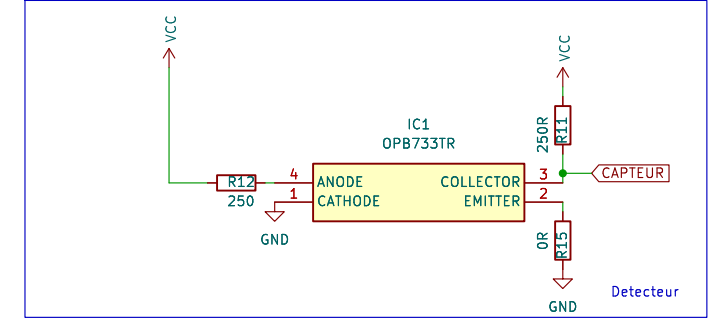 VCC
VCC
IC1
OPB733TR
250R
R11
CAPTEUR
R12
250
4
ANODE
1
CATHODE
COLLECTOR
3
EMITTER
2
GND
0R
R15
Detecteur
GND